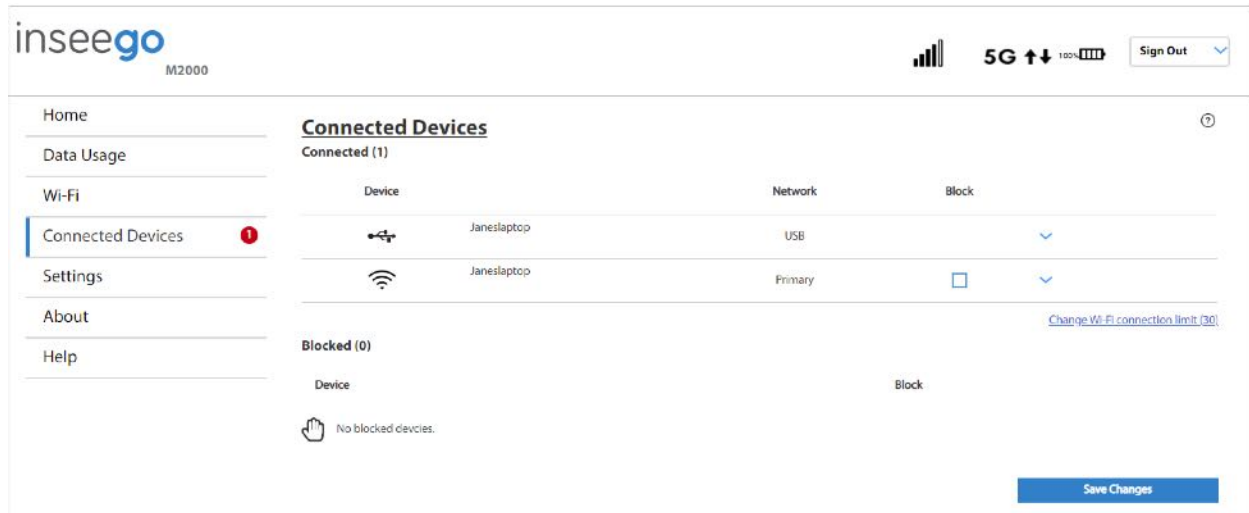 inseego
M2000
5G 100% Sign Out
Home
Data Usage
Wi-Fi
Connected Devices 1
Settings
About
Help
Connected Devices ?
Connected (1)
Device Network Block
Janeslaptop USB
Janeslaptop Primary
Change Wi-Fi connection limit (30)
Blocked (0)
Device Block
No blocked devcies.
Save Changes